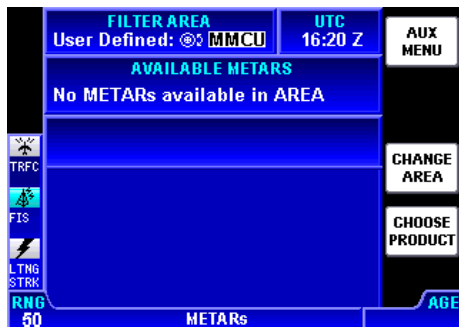 FILTER AREA
User Defined: MMCU
UTC
16:20 Z
AUX
MENU
AVAILABLE METARS
No METARs available in AREA
TRFC
FIS
LTNG
STRK
CHANGE
AREA
CHOOSE
PRODUCT
RNG
50
METARs
AGE